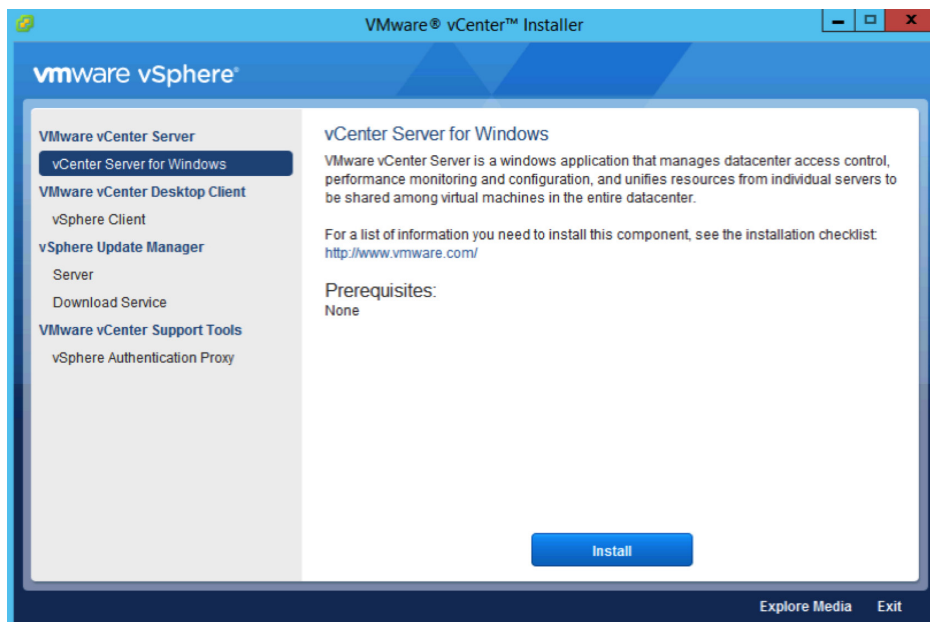 VMware® vCenter™ Installer
vmware vSphere®
VMware vCenter Server
vCenter Server for Windows
VMware vCenter Desktop Client
vSphere Client
vSphere Update Manager
Server
Download Service
VMware vCenter Support Tools
vSphere Authentication Proxy
vCenter Server for Windows
VMware vCenter Server is a windows application that manages datacenter access control,
performance monitoring and configuration, and unifies resources from individual servers to
be shared among virtual machines in the entire datacenter.
For a list of information you need to install this component, see the installation checklist:
http://www.vmware.com/
Prerequisites:
None
Install
Explore Media Exit